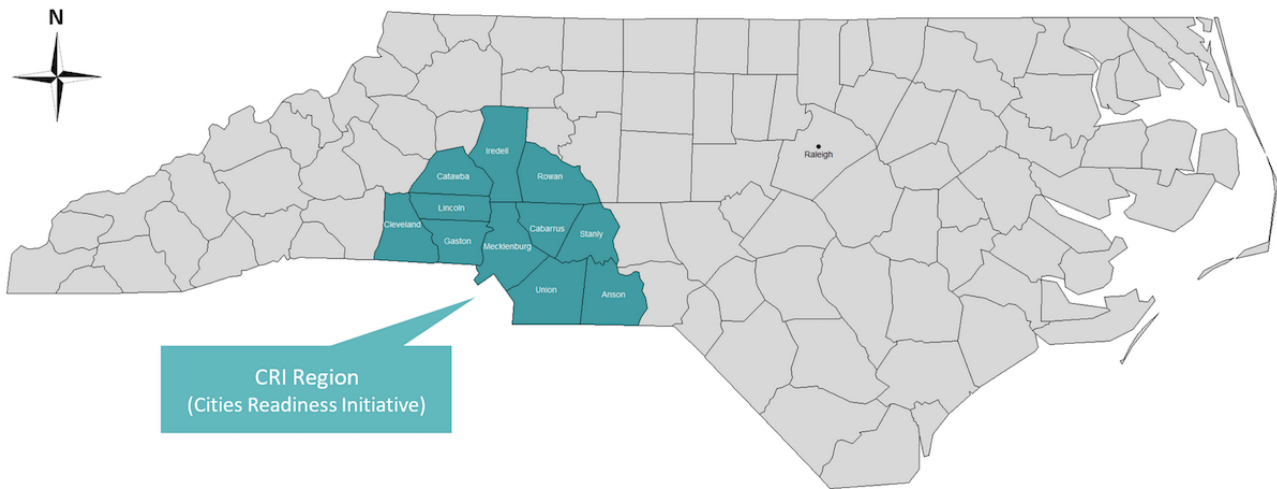 N
Raleigh
Iredell
Catawba
Rowan
Lincoln
Cleveland
Cabarrus
Stanly
Gaston
Mecklenburg
Union
Anson
CRI Region
(Cities Readiness Initiative)